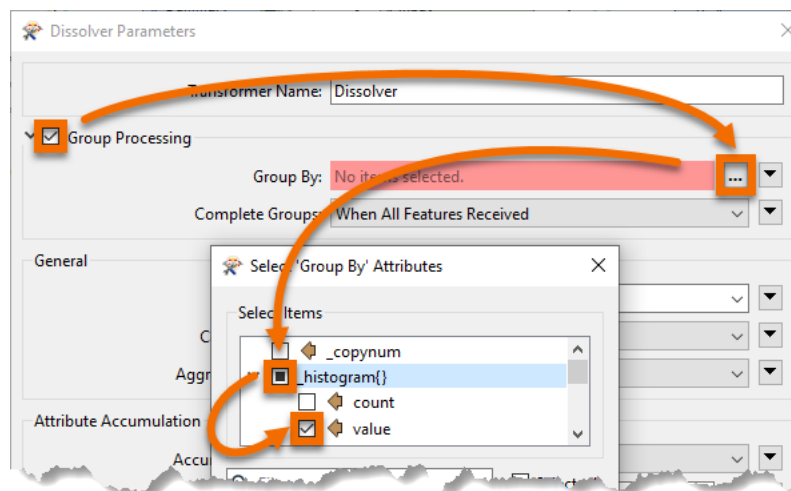 Dissolver Parameters
Transformer Name: Dissolver
Group Processing
Group By: No items selected. ...
Complete Groups: When All Features Received
General
Select 'Group By' Attributes
Select Items
_copynum
_histogram{}
count
value
Attribute Accumulation